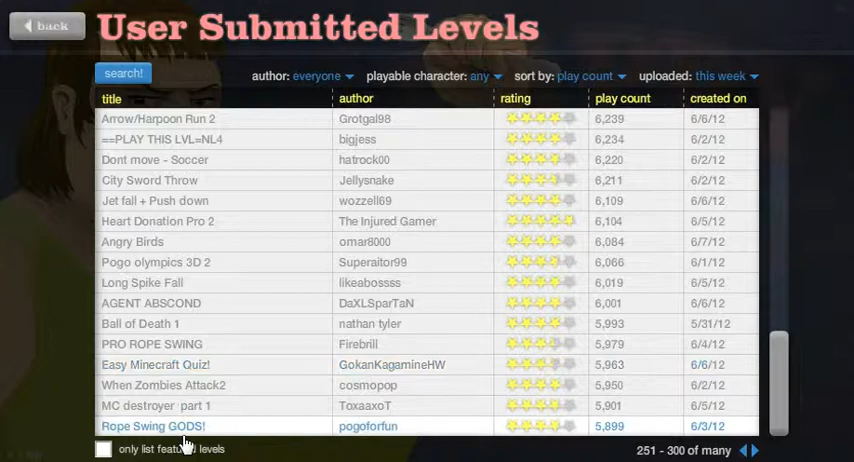 back User Submitted Levels
search! author: everyone playable character: any sort by: play count uploaded: this week
title author rating play count created on
Arrow/Harpoon Run 2 Grotgal98 6,239 6/6/12
==PLAY THIS LVL=NL4 bigjess 6,234 6/2/12
Dont move - Soccer hatrock00 6,220 6/2/12
City Sword Throw Jellysnake 6,211 6/2/12
Jet fall + Push down wozzell69 6,109 6/6/12
Heart Donation Pro 2 The Injured Gamer 6,104 6/5/12
Angry Birds omar8000 6,084 6/7/12
Pogo olympics 3D 2 Superaitor99 6,066 6/1/12
Long Spike Fall likeabossss 6,019 6/5/12
AGENT ABSCOND DaXLSparTaN 6,001 6/6/12
Ball of Death 1 nathan tyler 5,993 5/31/12
PRO ROPE SWING Firebrill 5,979 6/4/12
Easy Minecraft Quiz! GokanKagamineHW 5,963 6/6/12
When Zombies Attack2 cosmopop 5,950 6/2/12
MC destroyer part 1 ToxaaxoT 5,901 6/5/12
Rope Swing GODS! pogoforfun 5,899 6/3/12
only list featured levels 251 - 300 of many